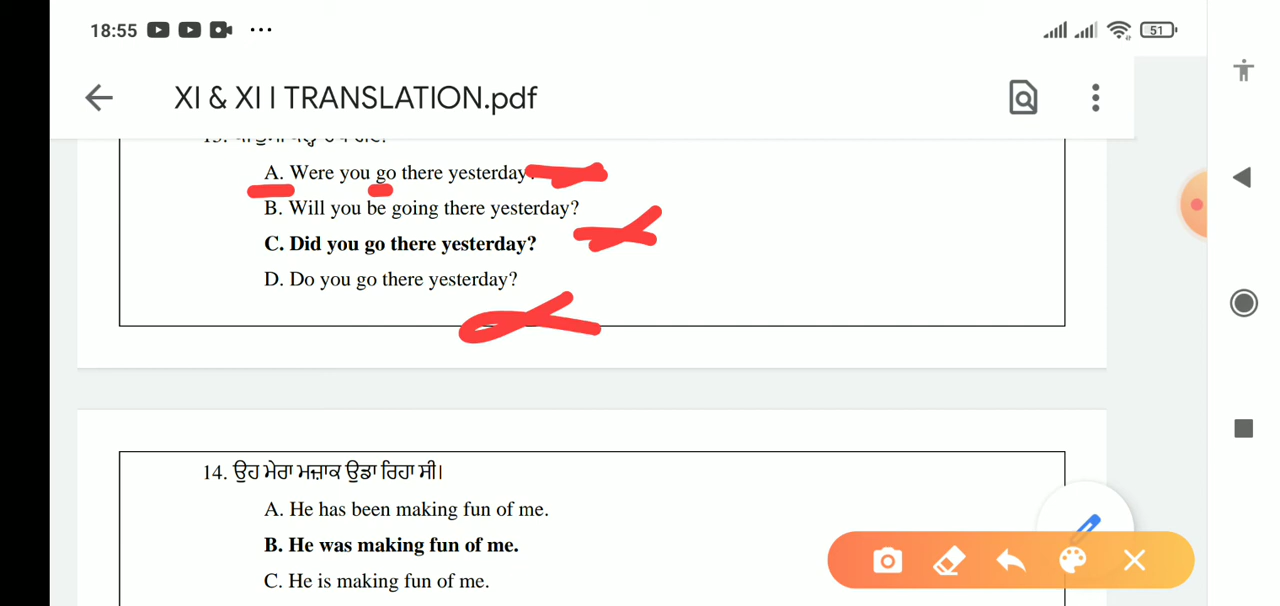 18:55
51
XI & XI I TRANSLATION.pdf
A. Were you go there yesterday
B. Will you be going there yesterday?
C. Did you go there yesterday?
D. Do you go there yesterday?
14. ਉਹ ਮੇਰਾ ਮਜ਼ਾਕ ਉਡਾ ਰਿਹਾ ਸੀ।
A. He has been making fun of me.
B. He was making fun of me.
C. He is making fun of me.